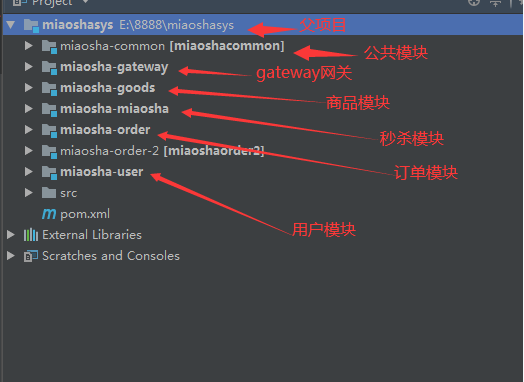 Project
miaoshasys E:\8888\miaoshasys 父项目
miaosha-common [miaoshacommon] 公共模块
miaosha-gateway gateway网关
miaosha-goods 商品模块
miaosha-miaosha 秒杀模块
miaosha-order
miaosha-order-2 [miaoshaorder2] 订单模块
miaosha-user
src
pom.xml
用户模块
External Libraries
Scratches and Consoles